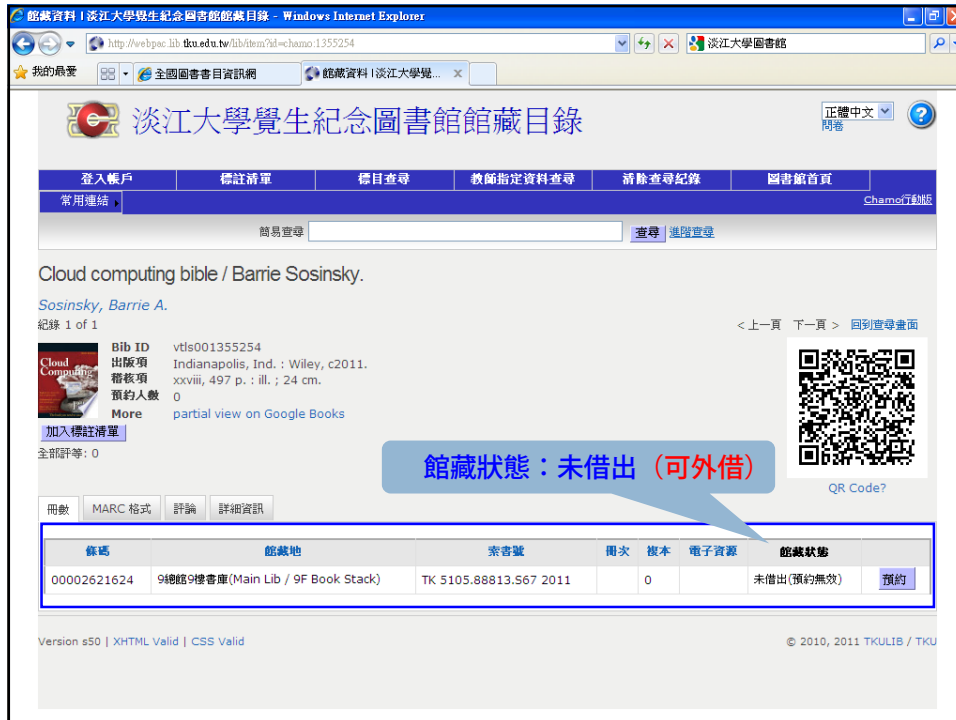 館藏資料 | 淡江大學覺生紀念圖書館館藏目錄 - Windows Internet Explorer
http://webpac.lib.tku.edu.tw/lib/item?id=chamo:1355254
淡江大學圖書館
我的最愛
全國圖書書目資訊網
館藏資料 | 淡江大學覺...
淡江大學覺生紀念圖書館館藏目錄
正體中文
問卷
登入帳戶 標註清單 標目查尋 教師指定資料查尋 清除查尋紀錄 圖書館首頁
常用連結 Chamo行動版
簡易查尋 查尋 進階查尋
Cloud computing bible / Barrie Sosinsky.
Sosinsky, Barrie A.
紀錄 1 of 1
< 上一頁 下一頁 > 回到查尋畫面
Cloud Computing
Bib ID vtls001355254
出版項 Indianapolis, Ind. : Wiley, c2011.
稽核項 xxviii, 497 p. : ill. ; 24 cm.
預約人數 0
More partial view on Google Books
加入標註清單
全部評等: 0
館藏狀態：未借出（可外借）
QR Code?
冊數 MARC 格式 評論 詳細資訊
條碼 館藏地 索書號 冊次 複本 電子資源 館藏狀態
00002621624 9總館9樓書庫(Main Lib / 9F Book Stack) TK 5105.88813.S67 2011 0 未借出(預約無效) 預約
Version s50 | XHTML Valid | CSS Valid
© 2010, 2011 TKULIB / TKU